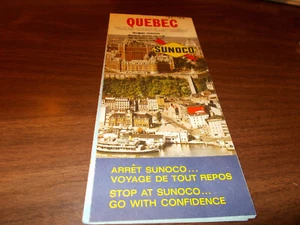 QUEBEC
SUNOCO
ARRÊT SUNOCO...
VOYAGE DE TOUT REPOS
STOP AT SUNOCO...
GO WITH CONFIDENCE